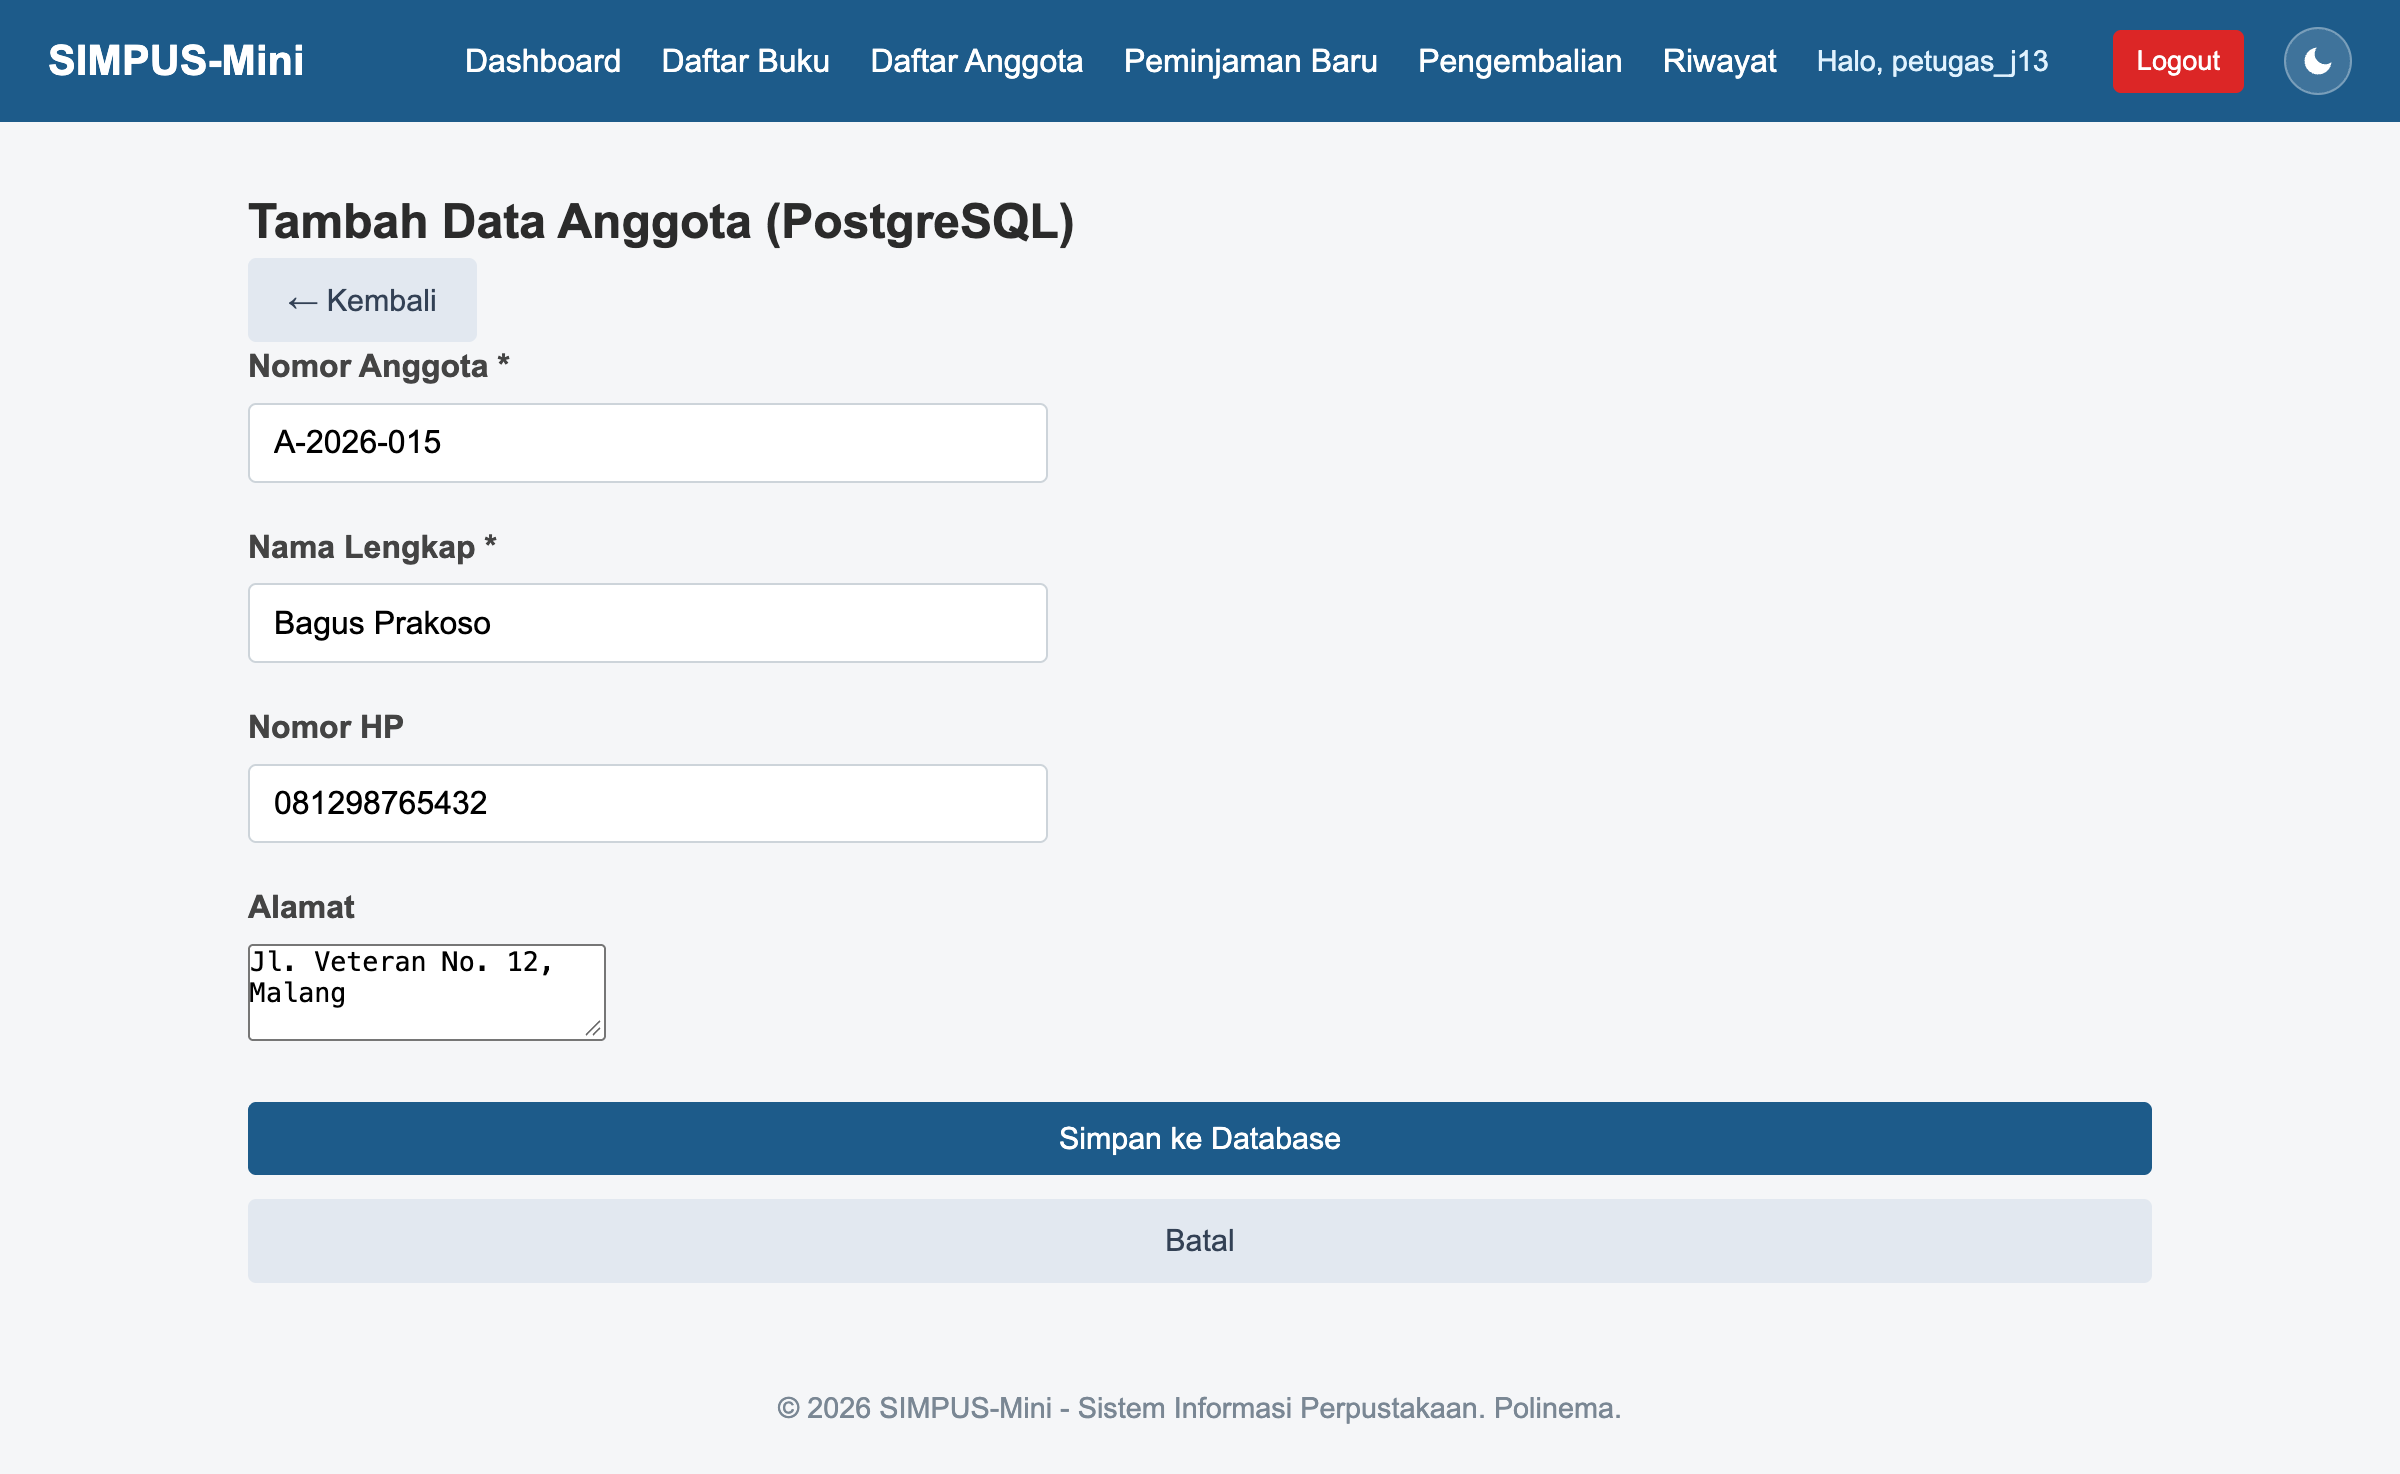 SIMPUS-Mini
Dashboard
Daftar Buku
Daftar Anggota
Peminjaman Baru
Pengembalian
Riwayat
Halo, petugas_j13
Logout
Tambah Data Anggota (PostgreSQL)
← Kembali
Nomor Anggota *
A-2026-015
Nama Lengkap *
Bagus Prakoso
Nomor HP
081298765432
Alamat
Jl. Veteran No. 12,
Malang
Simpan ke Database
Batal
© 2026 SIMPUS-Mini - Sistem Informasi Perpustakaan. Polinema.